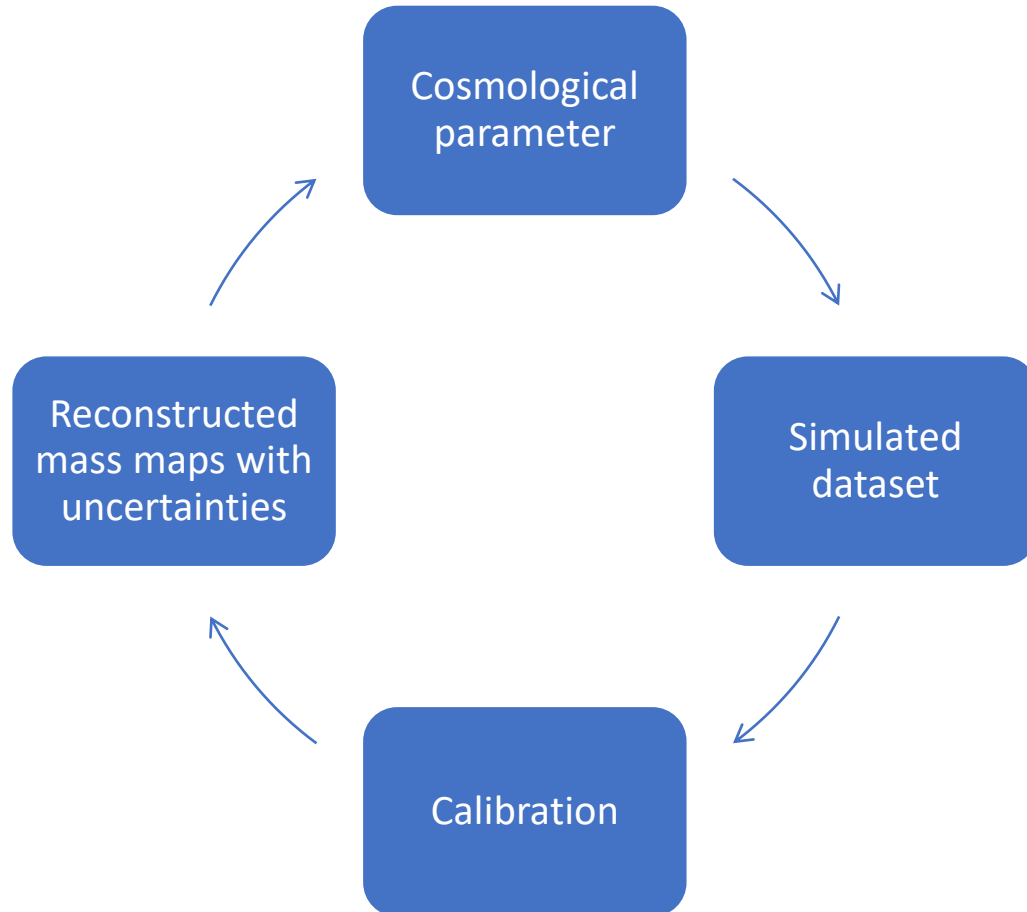 Cosmological
parameter
Simulated
dataset
Calibration
Reconstructed
mass maps with
uncertainties